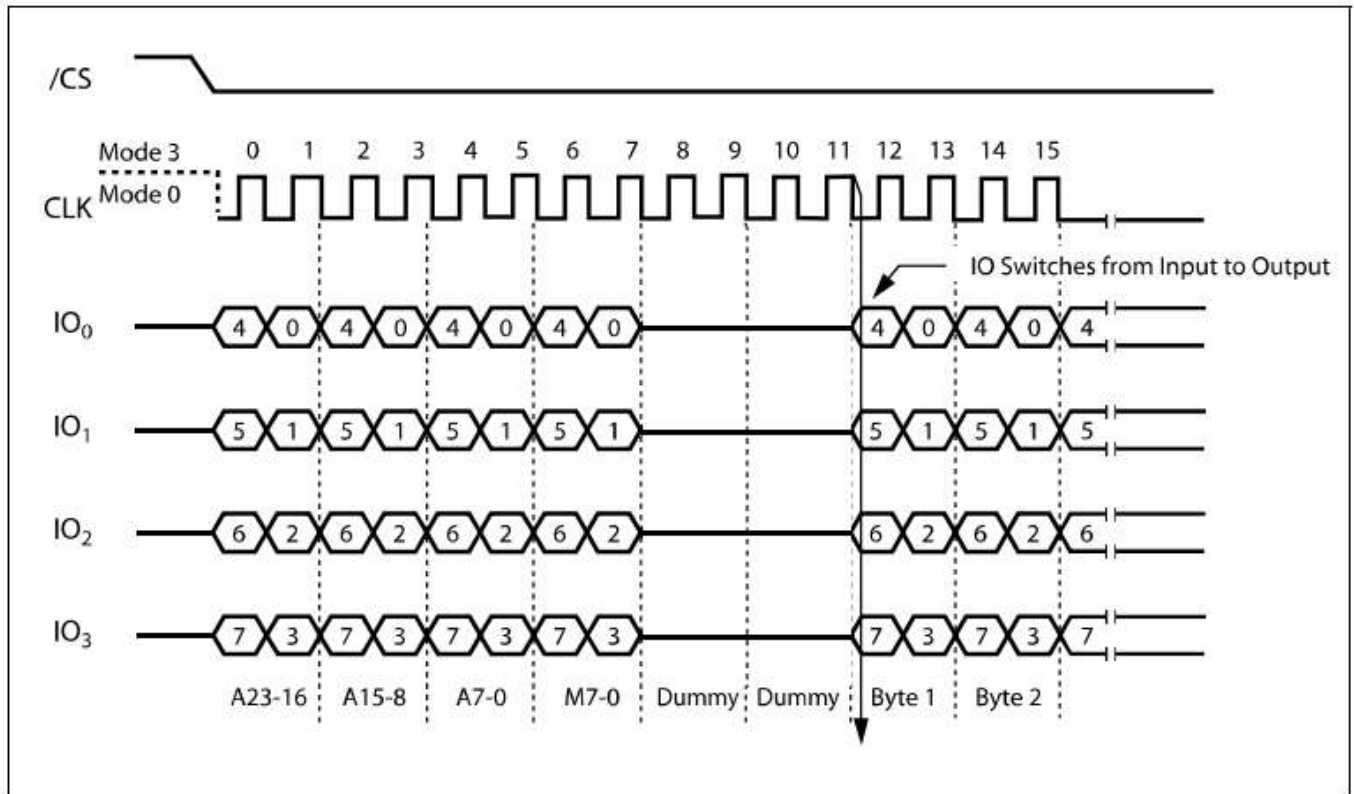 /CS
Mode 3 0 1 2 3 4 5 6 7 8 9 10 11 12 13 14 15
CLK Mode 0
IO Switches from Input to Output
IO₀ 4 0 4 0 4 0 4 0 4 0 4 0 4
IO₁ 5 1 5 1 5 1 5 1 5 1 5 1 5
IO₂ 6 2 6 2 6 2 6 2 6 2 6 2 6
IO₃ 7 3 7 3 7 3 7 3 7 3 7 3 7
A23-16 A15-8 A7-0 M7-0 Dummy Dummy Byte 1 Byte 2